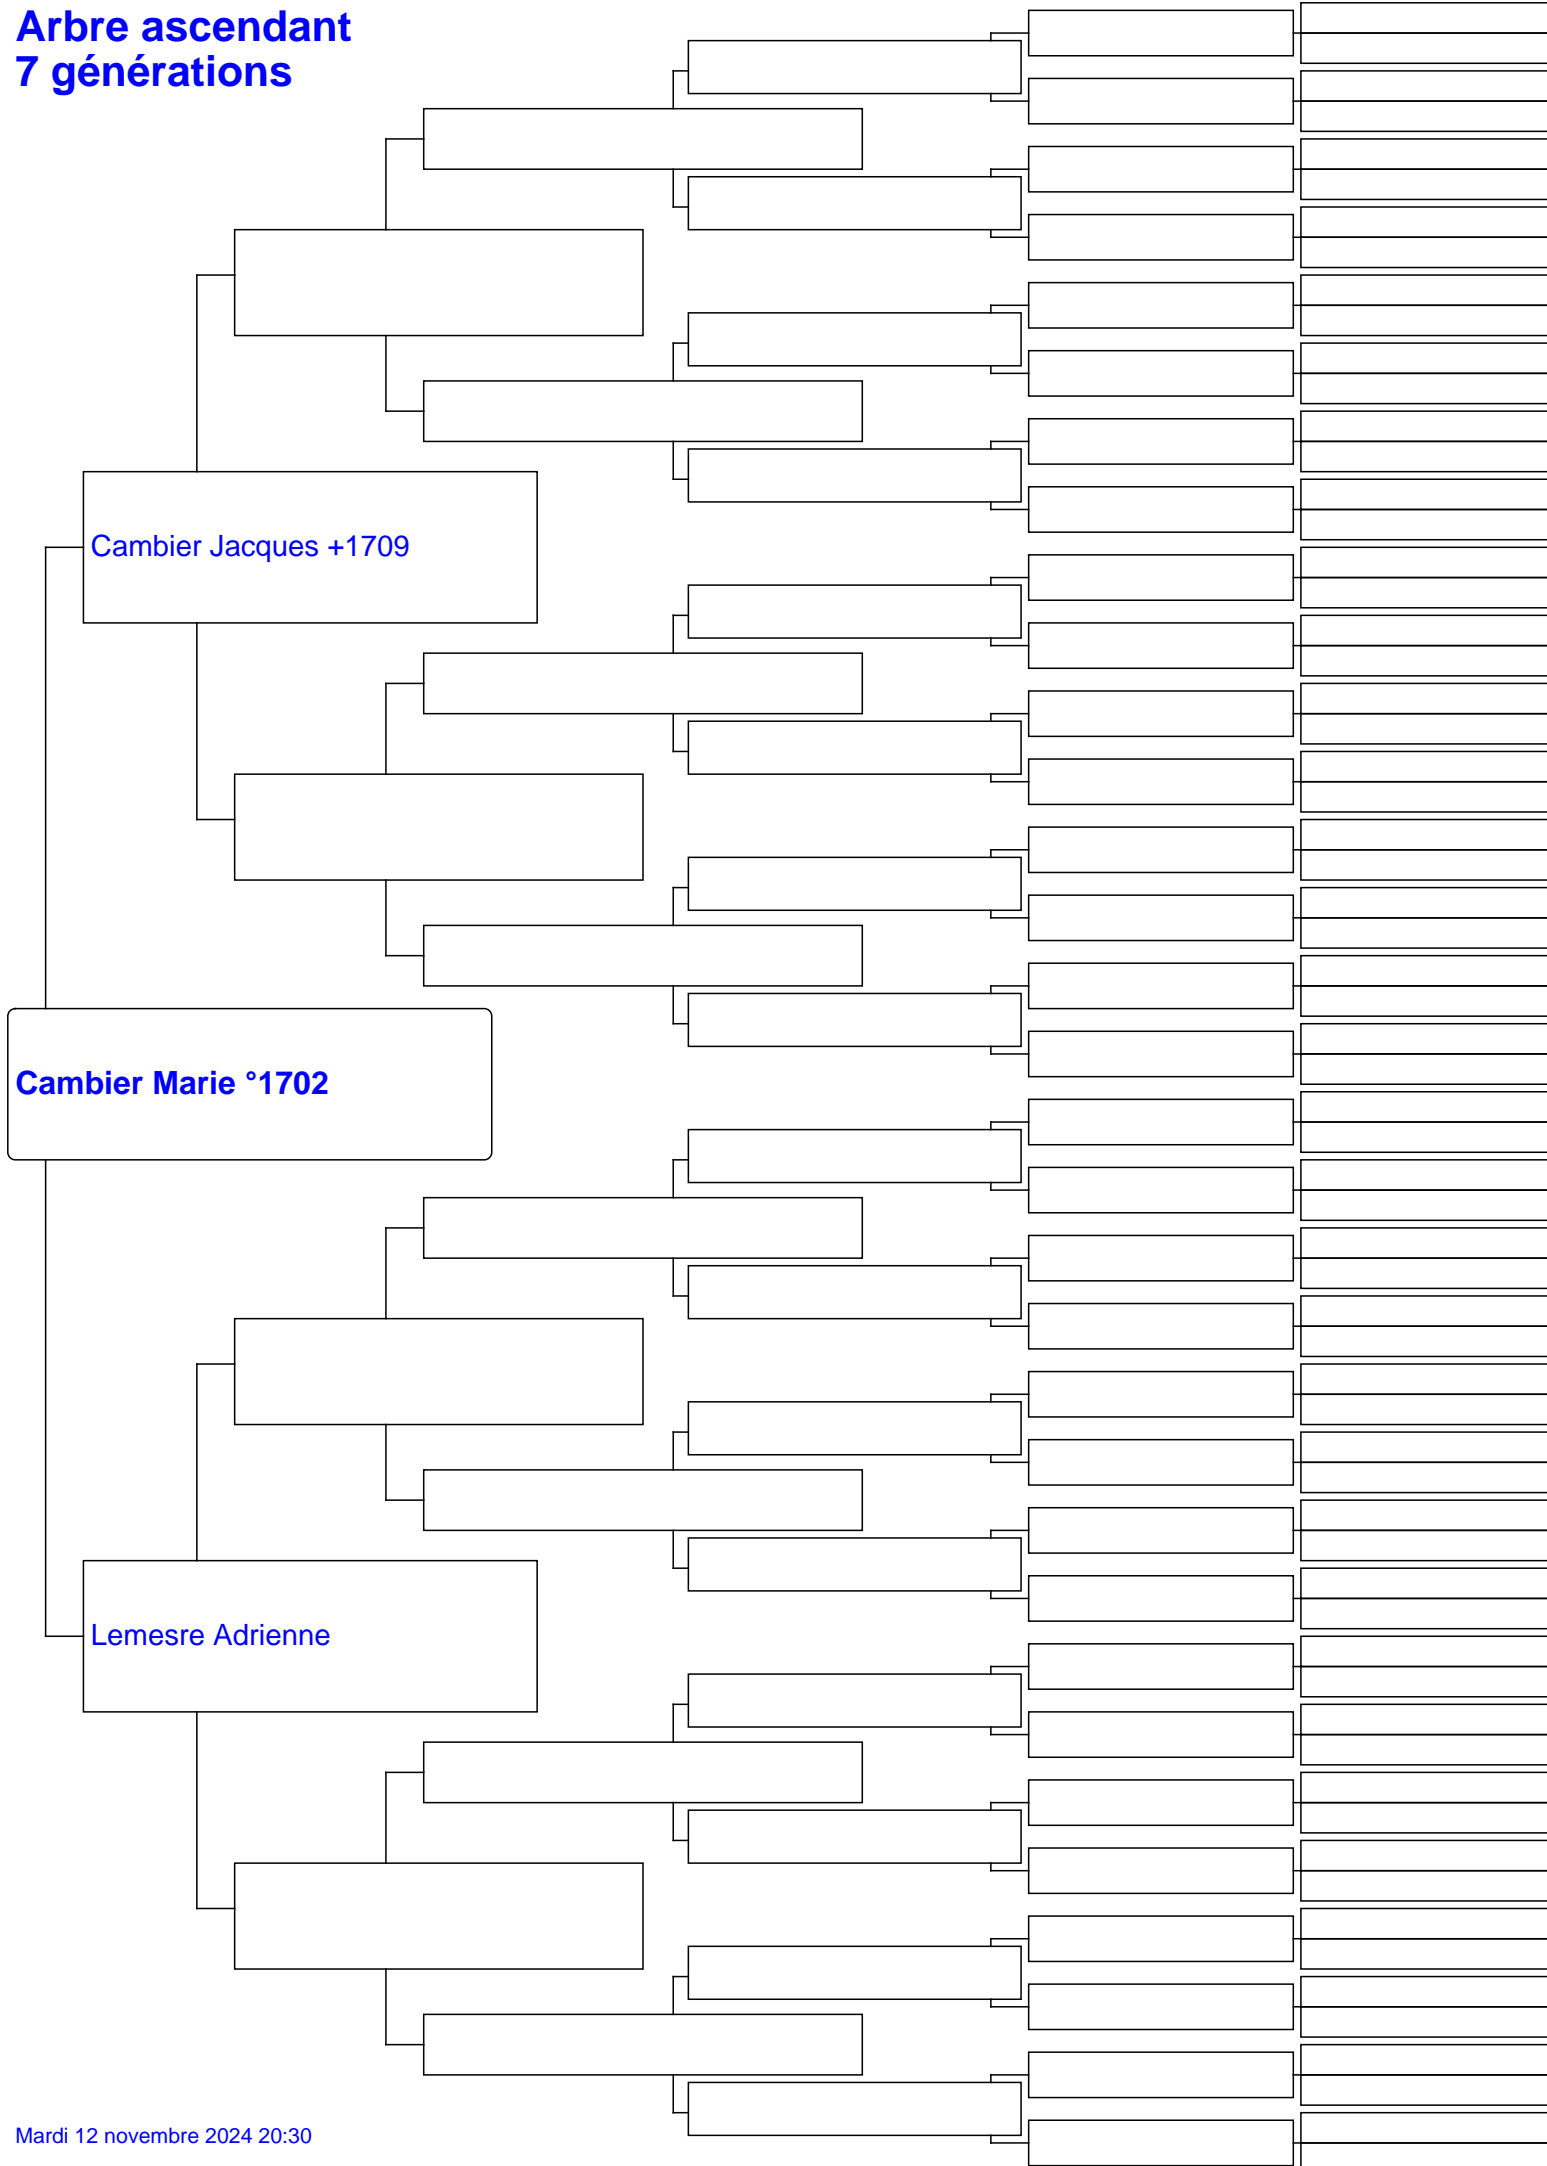 Arbre ascendant
7 générations
Cambier Jacques +1709
Cambier Marie °1702
Lemesre Adrienne
Mardi 12 novembre 2024 20:30